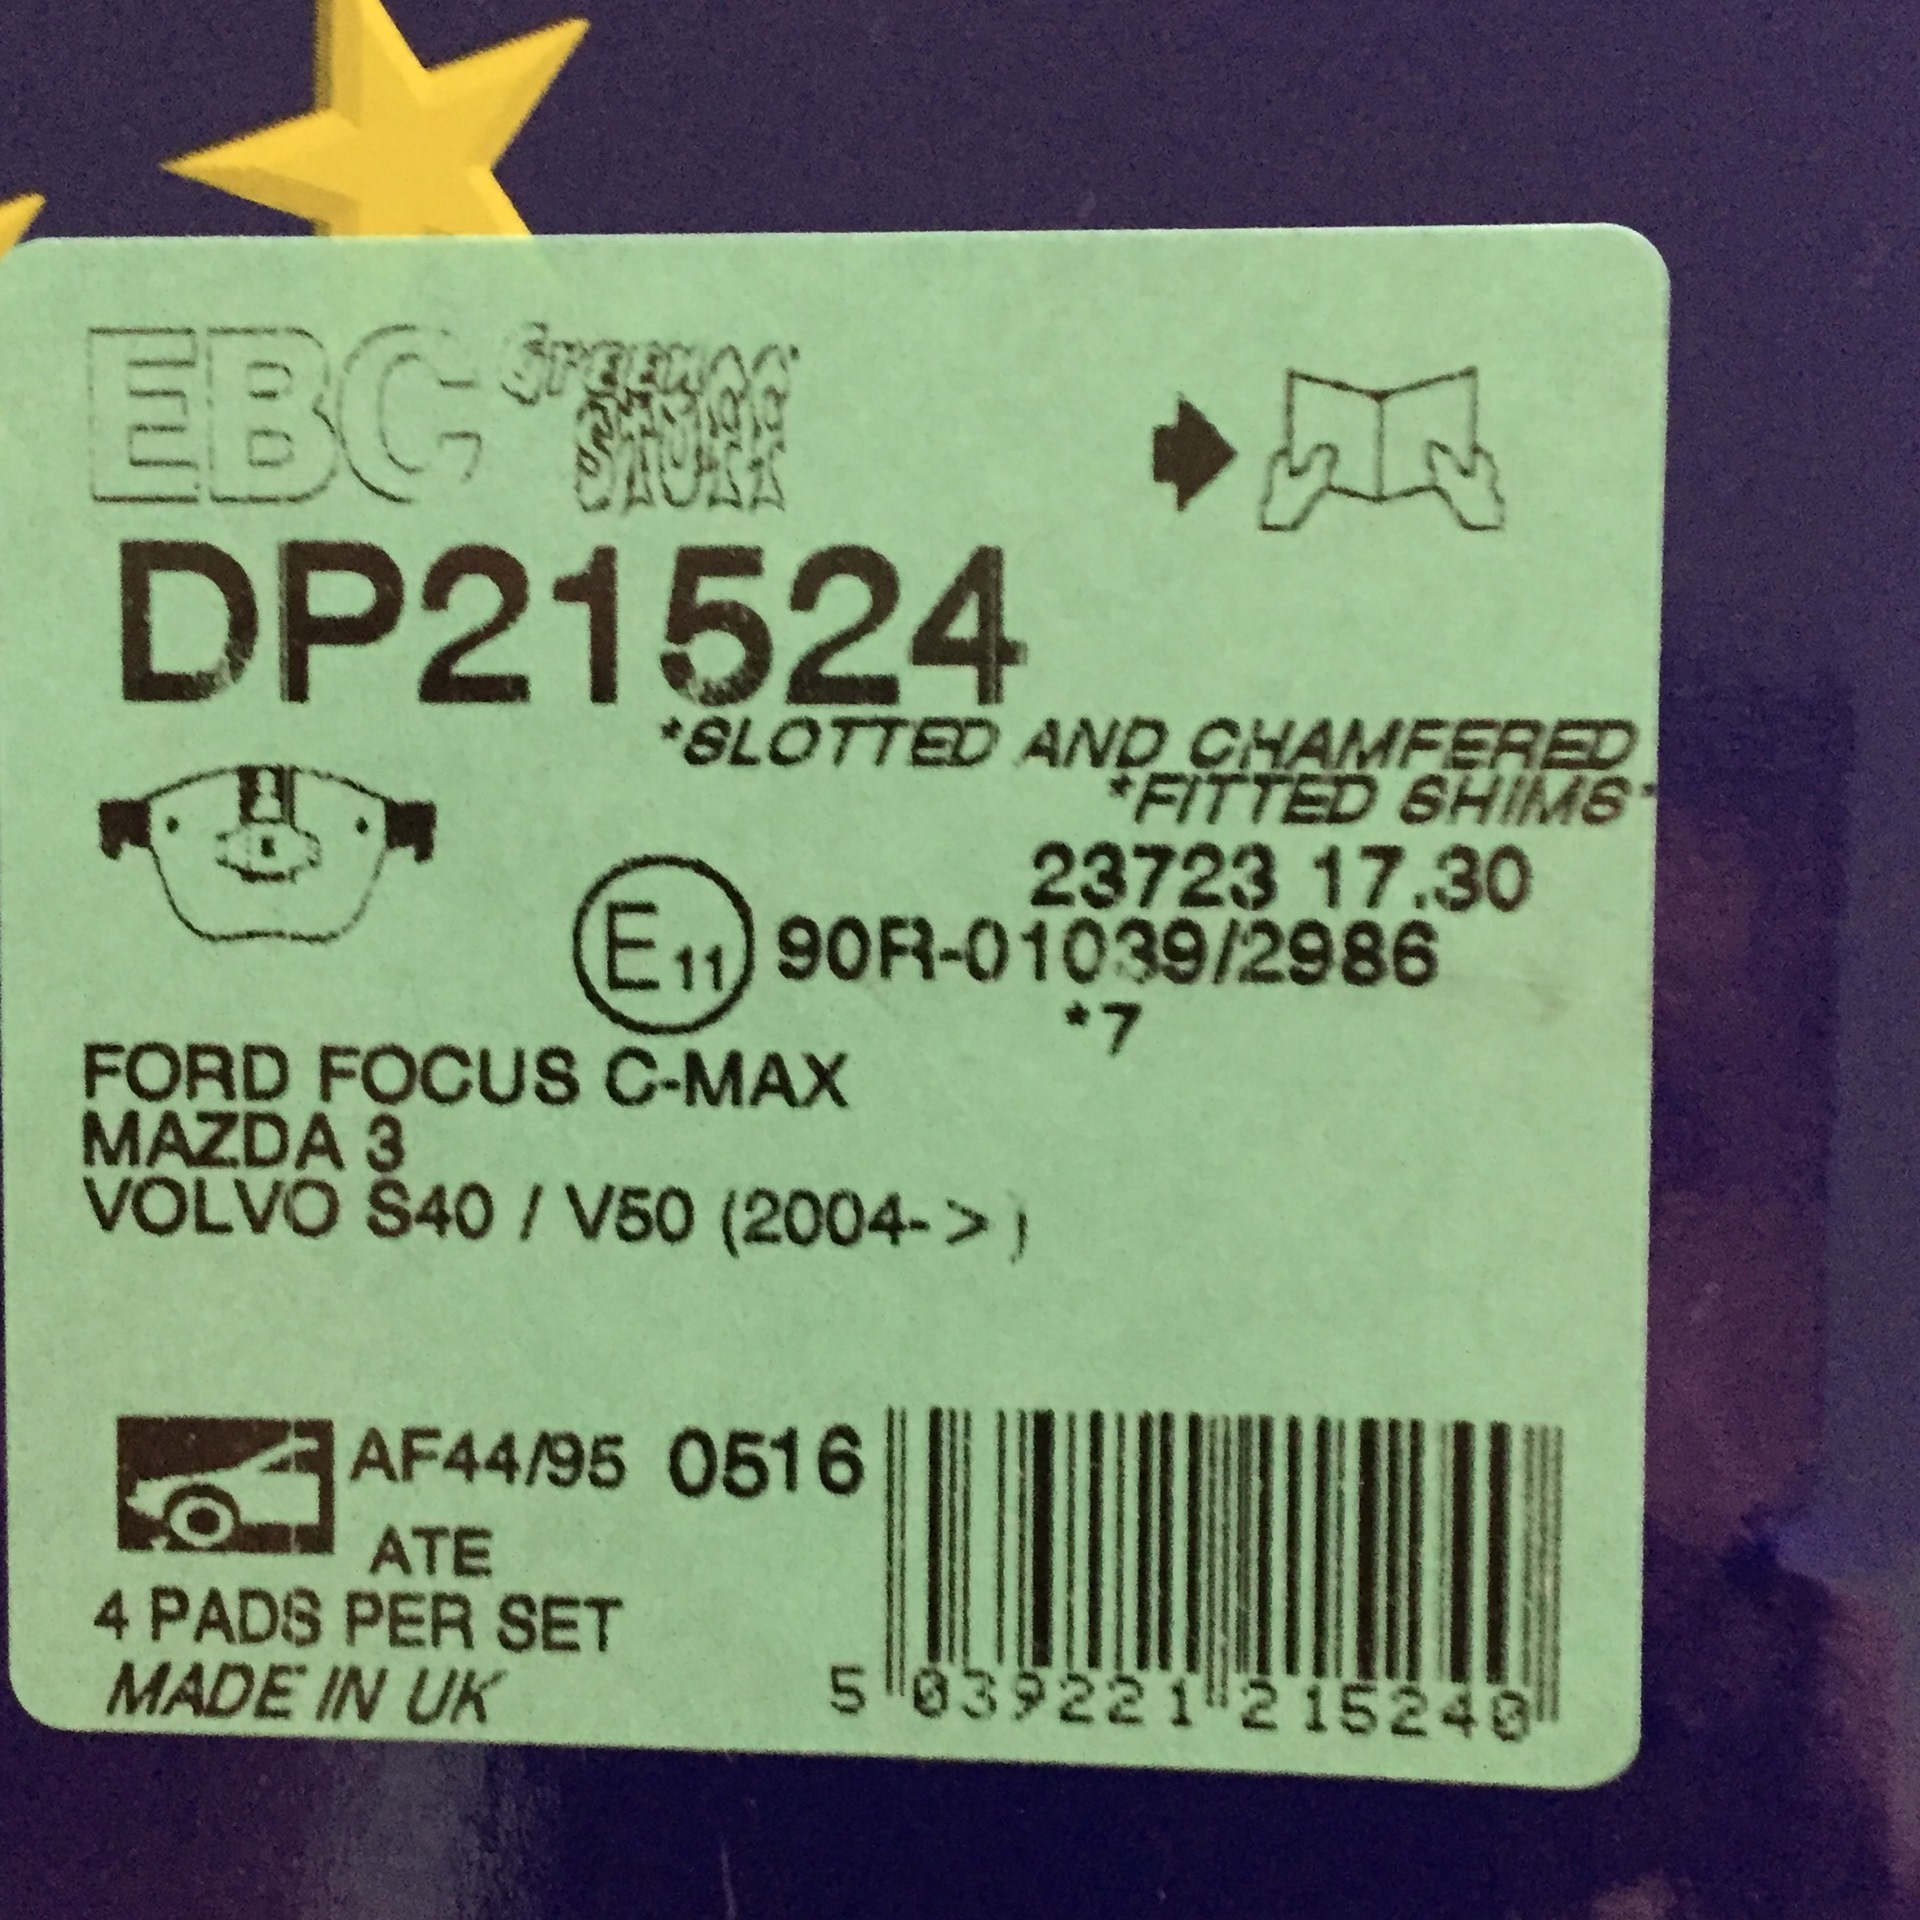 EBC GREEN STUFF
DP21524
*SLOTTED AND CHAMFERED
*FITTED SHIMS*
23723 17.30
E11 90R-01039/2986
*7
FORD FOCUS C-MAX
MAZDA 3
VOLVO S40 / V50 (2004->)
AF44/95 0516
ATE
4 PADS PER SET
MADE IN UK
5 039221 215240